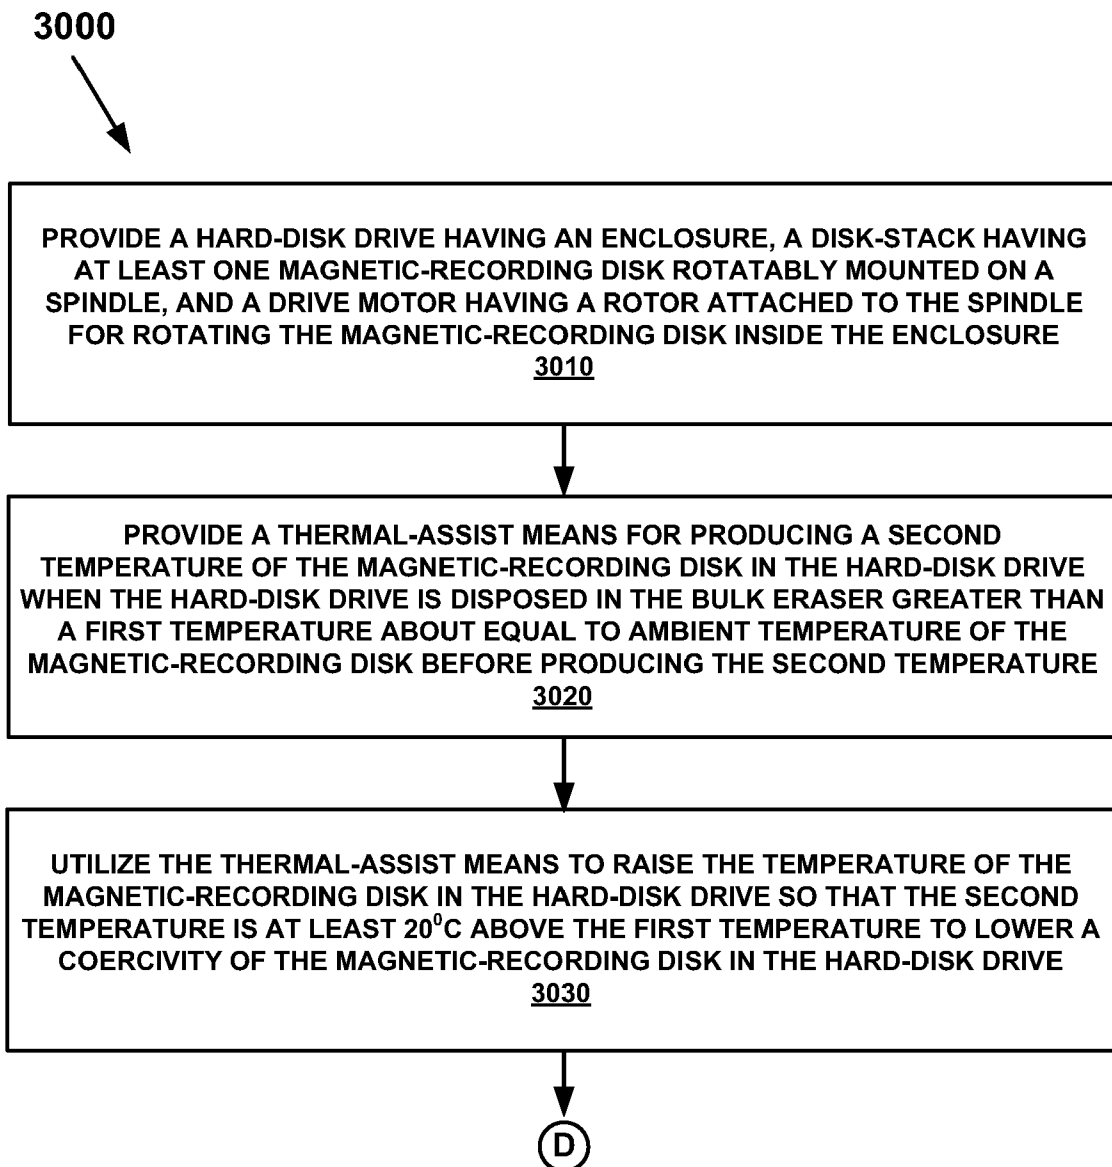 3000
PROVIDE A HARD-DISK DRIVE HAVING AN ENCLOSURE, A DISK-STACK HAVING
AT LEAST ONE MAGNETIC-RECORDING DISK ROTATABLY MOUNTED ON A
SPINDLE, AND A DRIVE MOTOR HAVING A ROTOR ATTACHED TO THE SPINDLE
FOR ROTATING THE MAGNETIC-RECORDING DISK INSIDE THE ENCLOSURE
3010
PROVIDE A THERMAL-ASSIST MEANS FOR PRODUCING A SECOND
TEMPERATURE OF THE MAGNETIC-RECORDING DISK IN THE HARD-DISK DRIVE
WHEN THE HARD-DISK DRIVE IS DISPOSED IN THE BULK ERASER GREATER THAN
A FIRST TEMPERATURE ABOUT EQUAL TO AMBIENT TEMPERATURE OF THE
MAGNETIC-RECORDING DISK BEFORE PRODUCING THE SECOND TEMPERATURE
3020
UTILIZE THE THERMAL-ASSIST MEANS TO RAISE THE TEMPERATURE OF THE
MAGNETIC-RECORDING DISK IN THE HARD-DISK DRIVE SO THAT THE SECOND
TEMPERATURE IS AT LEAST 20⁰C ABOVE THE FIRST TEMPERATURE TO LOWER A
COERCIVITY OF THE MAGNETIC-RECORDING DISK IN THE HARD-DISK DRIVE
3030
D